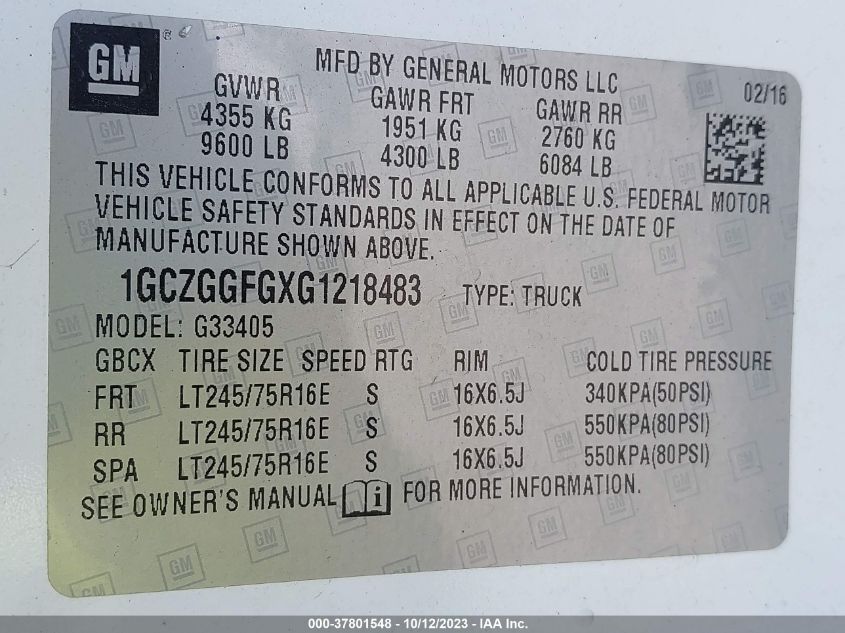 GM
MFD BY GENERAL MOTORS LLC
02/16
GVWR GAWR FRT GAWR RR
4355 KG 1951 KG 2760 KG
9600 LB 4300 LB 6084 LB
THIS VEHICLE CONFORMS TO ALL APPLICABLE U.S. FEDERAL MOTOR
VEHICLE SAFETY STANDARDS IN EFFECT ON THE DATE OF
MANUFACTURE SHOWN ABOVE.
1GCZGGFGXG1218483 TYPE: TRUCK
MODEL: G33405
GBCX TIRE SIZE SPEED RTG RIM COLD TIRE PRESSURE
FRT LT245/75R16E S 16X6.5J 340KPA(50PSI)
RR LT245/75R16E S 16X6.5J 550KPA(80PSI)
SPA LT245/75R16E S 16X6.5J 550KPA(80PSI)
SEE OWNER'S MANUAL i FOR MORE INFORMATION.
000-37801548 - 10/12/2023 - IAA Inc.